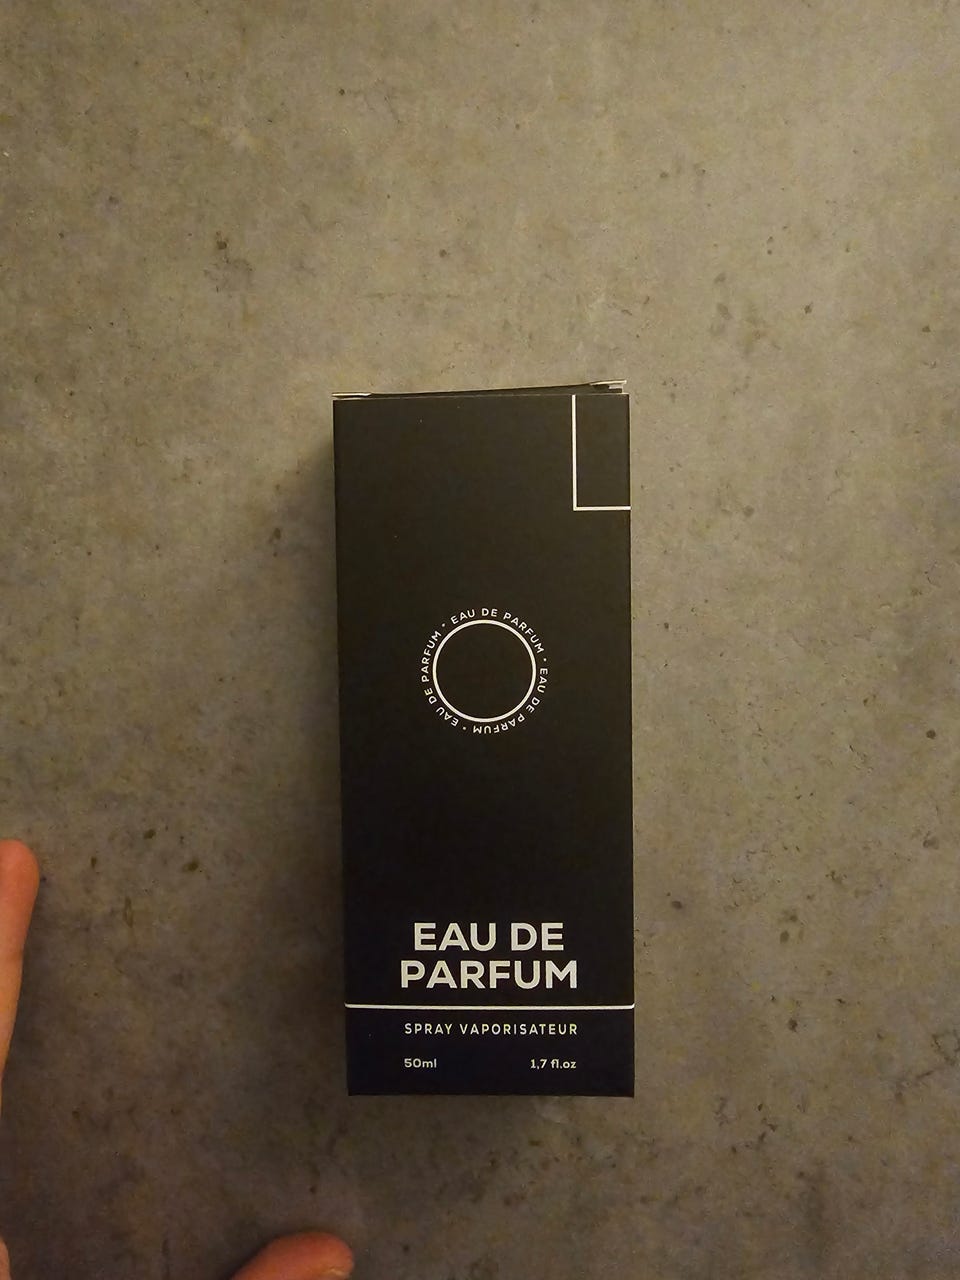 EAU DE PARFUM • EAU DE PARFUM • EAU DE PARFUM •
EAU DE
PARFUM
SPRAY VAPORISATEUR
50ml
1,7 fl.oz